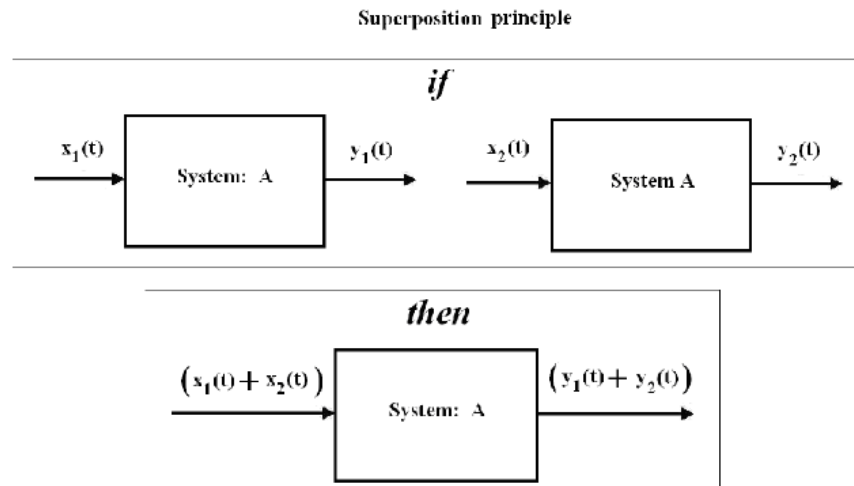 Superposition principle
if
x₁(t) y₁(t) x₂(t) y₂(t)
System: A System A
then
(x₁(t) + x₂(t)) (y₁(t) + y₂(t))
System: A